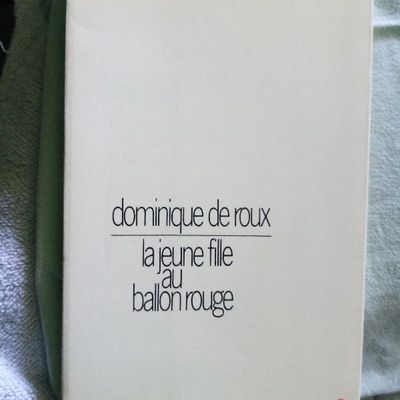 dominique de roux
la jeune fille
au
ballon rouge